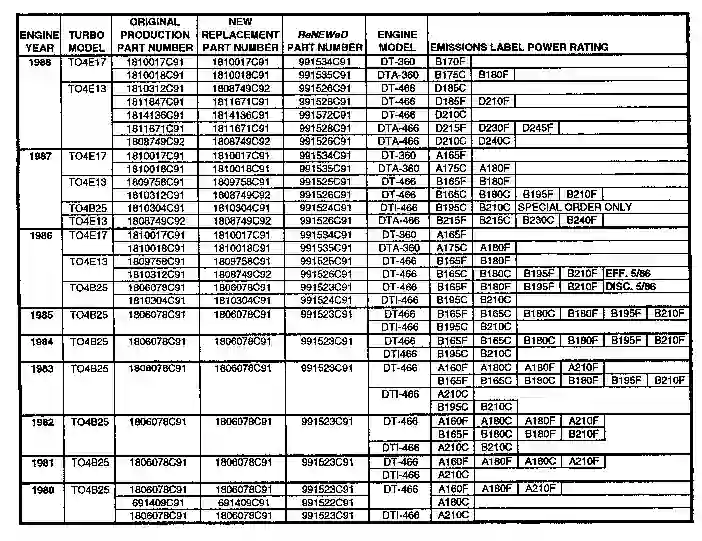 ENGINE YEAR TURBO MODEL ORIGINAL PRODUCTION PART NUMBER NEW REPLACEMENT PART NUMBER ReNEWeD PART NUMBER ENGINE MODEL EMISSIONS LABEL POWER RATING
1988 TO4E17 1810017C91 1810017C91 991534C91 DT-360 B170F
1810018C91 1810018C91 991535C91 DTA-360 B175C B180F
TO4E13 1810312C91 1808749C92 991526C91 DT-466 D185C
1811847C91 1811671C91 991528C91 DT-466 D185F D210F
1814136C91 1814136C91 991572C91 DT-466 D210C
1811671C91 1811671C91 991528C91 DTA-466 D215F D230F D245F
1808749C92 1808749C92 991526C91 DTA-466 D210C D240C
1987 TO4E17 1810017C91 1810017C91 991534C91 DT-360 A165F
1810018C91 1810018C91 991535C91 DTA-360 A175C A180F
TO4E13 1809758C91 1809758C91 991525C91 DT-466 B165F B180F
1810312C91 1808749C92 991526C91 DT-466 B165C B180C B195F B210F
TO4B25 1810304C91 1810304C91 991524C91 DTI-466 B195C B210C SPECIAL ORDER ONLY
TO4E13 1808749C92 1808749C92 991526C91 DTA-466 B215F B215C B230C B240F
1986 TO4E17 1810017C91 1810017C91 991534C91 DT-360 A165F
1810018C91 1810018C91 991535C91 DTA-360 A175C A180F
TO4E13 1809758C91 1809758C91 991525C91 DT-466 B165F B180F
1810312C91 1808749C92 991526C91 DT-466 B165C B180C B195F B210F EFF. 5/86
TO4B25 1806078C91 1806078C91 991523C91 DT-466 B165F B180F B195F B210F DISC. 5/86
1810304C91 1810304C91 991524C91 DTI-466 B195C B210C
1985 TO4B25 1806078C91 1806078C91 991523C91 DT466 B165F B165C B180C B180F B195F B210F
DTI-466 B195C B210C
1984 TO4B25 1806078C91 1806078C91 991523C91 DT-466 B165F B165C B180C B180F B195F B210F
DTI466 B195C B210C
1983 TO4B25 1806078C91 1806078C91 991523C91 DT-466 A160F A180C A180F A210F
B165F B165C B180C B180F B195F B210F
DTI-466 A210C
B195C B210C
1982 TO4B25 1806078C91 1806078C91 991523C91 DT-466 A160F A180C A180F A210F
B165F B180C B180F B210F
DTI-466 A210C B210C
1981 TO4B25 1806078C91 1806078C91 991523C91 DT-466 A160F A180F A180C A210F
DTI-466 A210C
1980 TO4B25 1806078C91 1806078C91 991523C91 DT-466 A160F A180F A210F
691409C91 691409C91 991522C91 A180C
1806078C91 1806078C91 991523C91 DTI-466 A210C